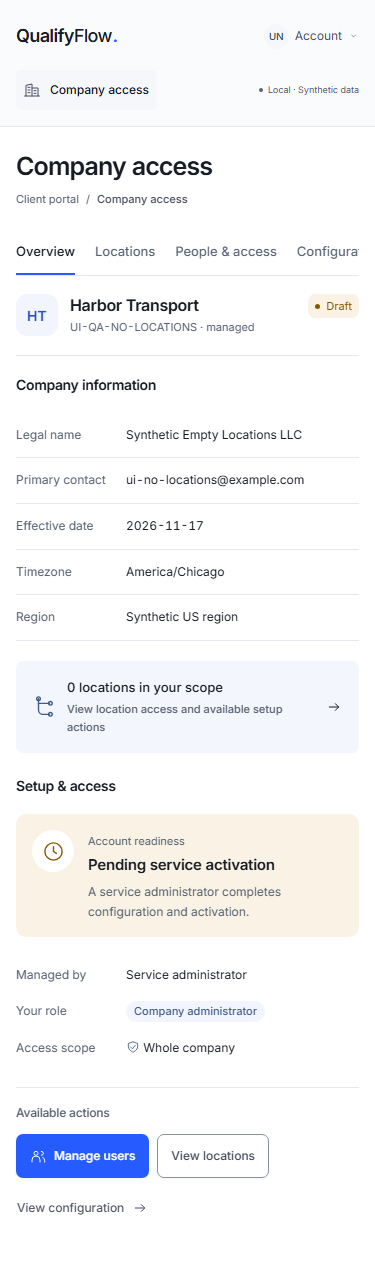 QualifyFlow.
UN Account
Company access
Local · Synthetic data
Company access
Client portal / Company access
Overview Locations People & access Configurat
HT
Harbor Transport
UI-QA-NO-LOCATIONS · managed
Draft
Company information
Legal name Synthetic Empty Locations LLC
Primary contact ui-no-locations@example.com
Effective date 2026-11-17
Timezone America/Chicago
Region Synthetic US region
0 locations in your scope
View location access and available setup
actions
Setup & access
Account readiness
Pending service activation
A service administrator completes
configuration and activation.
Managed by Service administrator
Your role Company administrator
Access scope Whole company
Available actions
Manage users View locations
View configuration